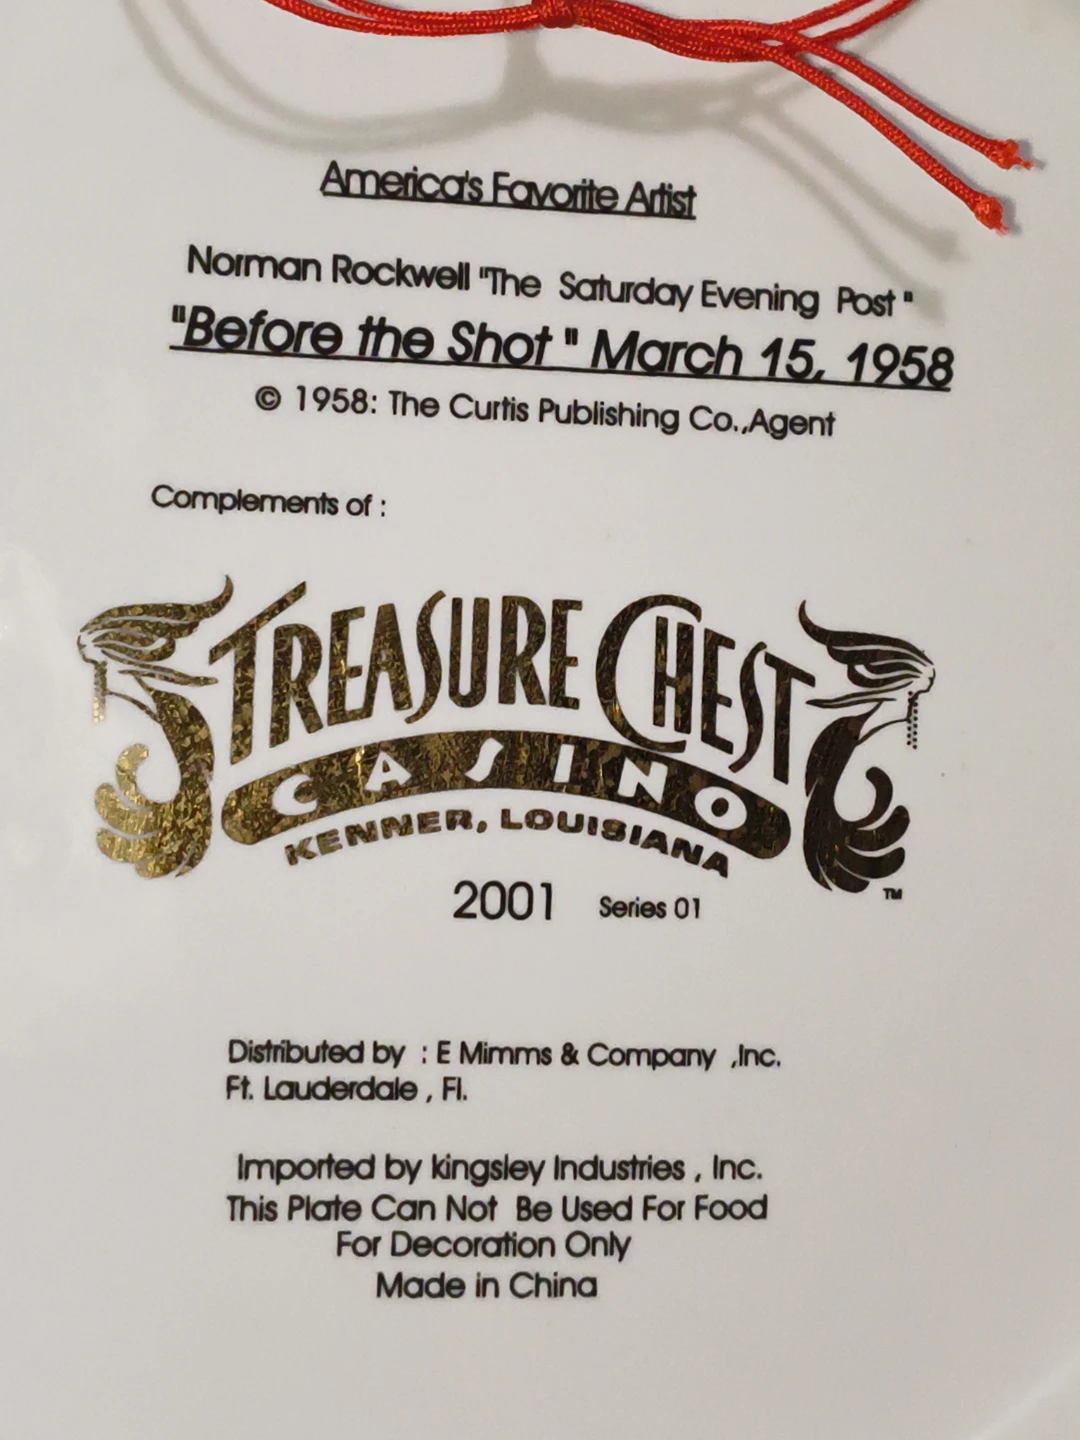 America's Favorite Artist
Norman Rockwell "The Saturday Evening Post "
"Before the Shot " March 15, 1958
© 1958: The Curtis Publishing Co.,Agent
Complements of :
TREASURE CHEST
CASINO
KENNER, LOUISIANA
TM
2001 Series 01
Distributed by : E Mimms & Company ,Inc.
Ft. Lauderdale , Fl.
Imported by kingsley Industries , Inc.
This Plate Can Not Be Used For Food
For Decoration Only
Made in China